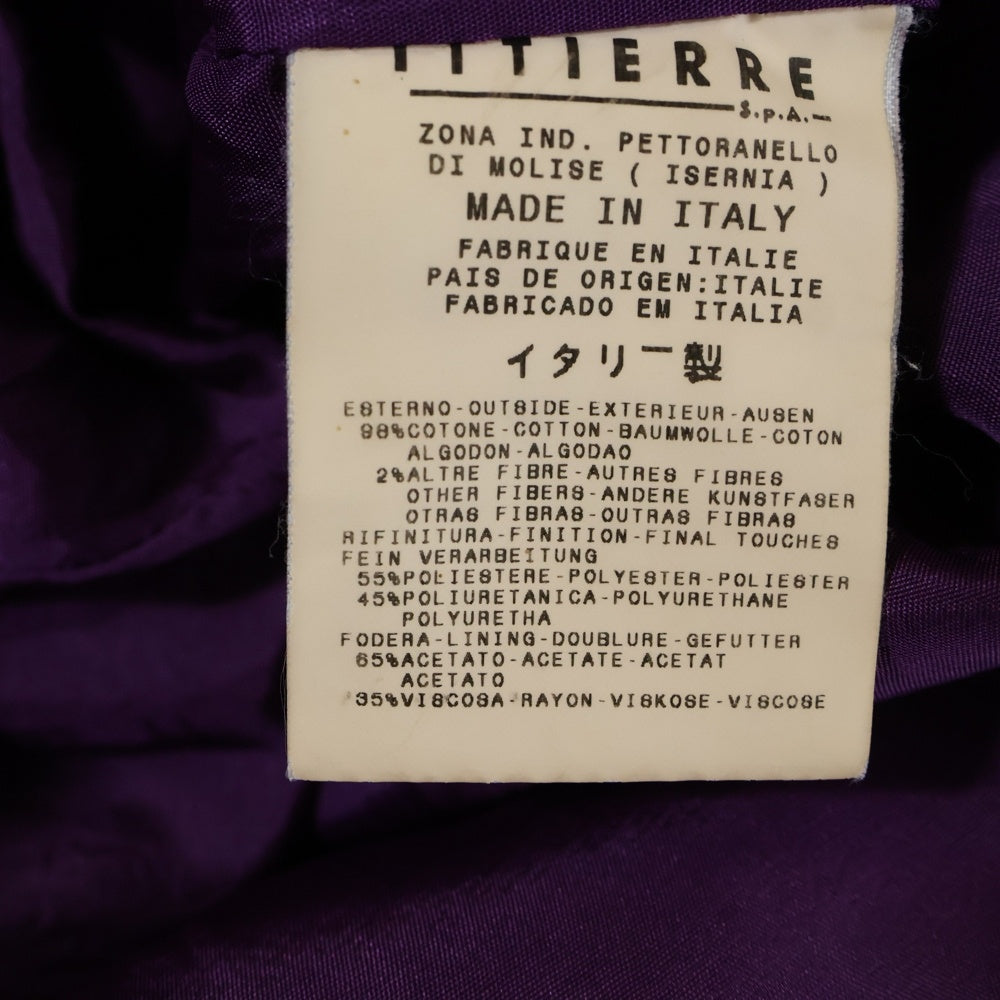 ITTIERRE
S.p.A.
ZONA IND. PETTORANELLO
DI MOLISE ( ISERNIA )
MADE IN ITALY
FABRIQUE EN ITALIE
PAIS DE ORIGEN:ITALIE
FABRICADO EM ITALIA
イタリー製
ESTERNO-OUTSIDE-EXTERIEUR-AUSEN
98%COTONE-COTTON-BAUMWOLLE-COTON
ALGODON-ALGODAO
2%ALTRE FIBRE-AUTRES FIBRES
OTHER FIBERS-ANDERE KUNSTFASER
OTRAS FIBRAS-OUTRAS FIBRAS
RIFINITURA-FINITION-FINAL TOUCHES
FEIN VERARBEITUNG
55%POLIESTERE-POLYESTER-POLIESTER
45%POLIURETANICA-POLYURETHANE
POLYURETHA
FODERA-LINING-DOUBLURE-GEFUTTER
65%ACETATO-ACETATE-ACETAT
ACETATO
35%VISCOSA-RAYON-VISKOSE-VISCOSE